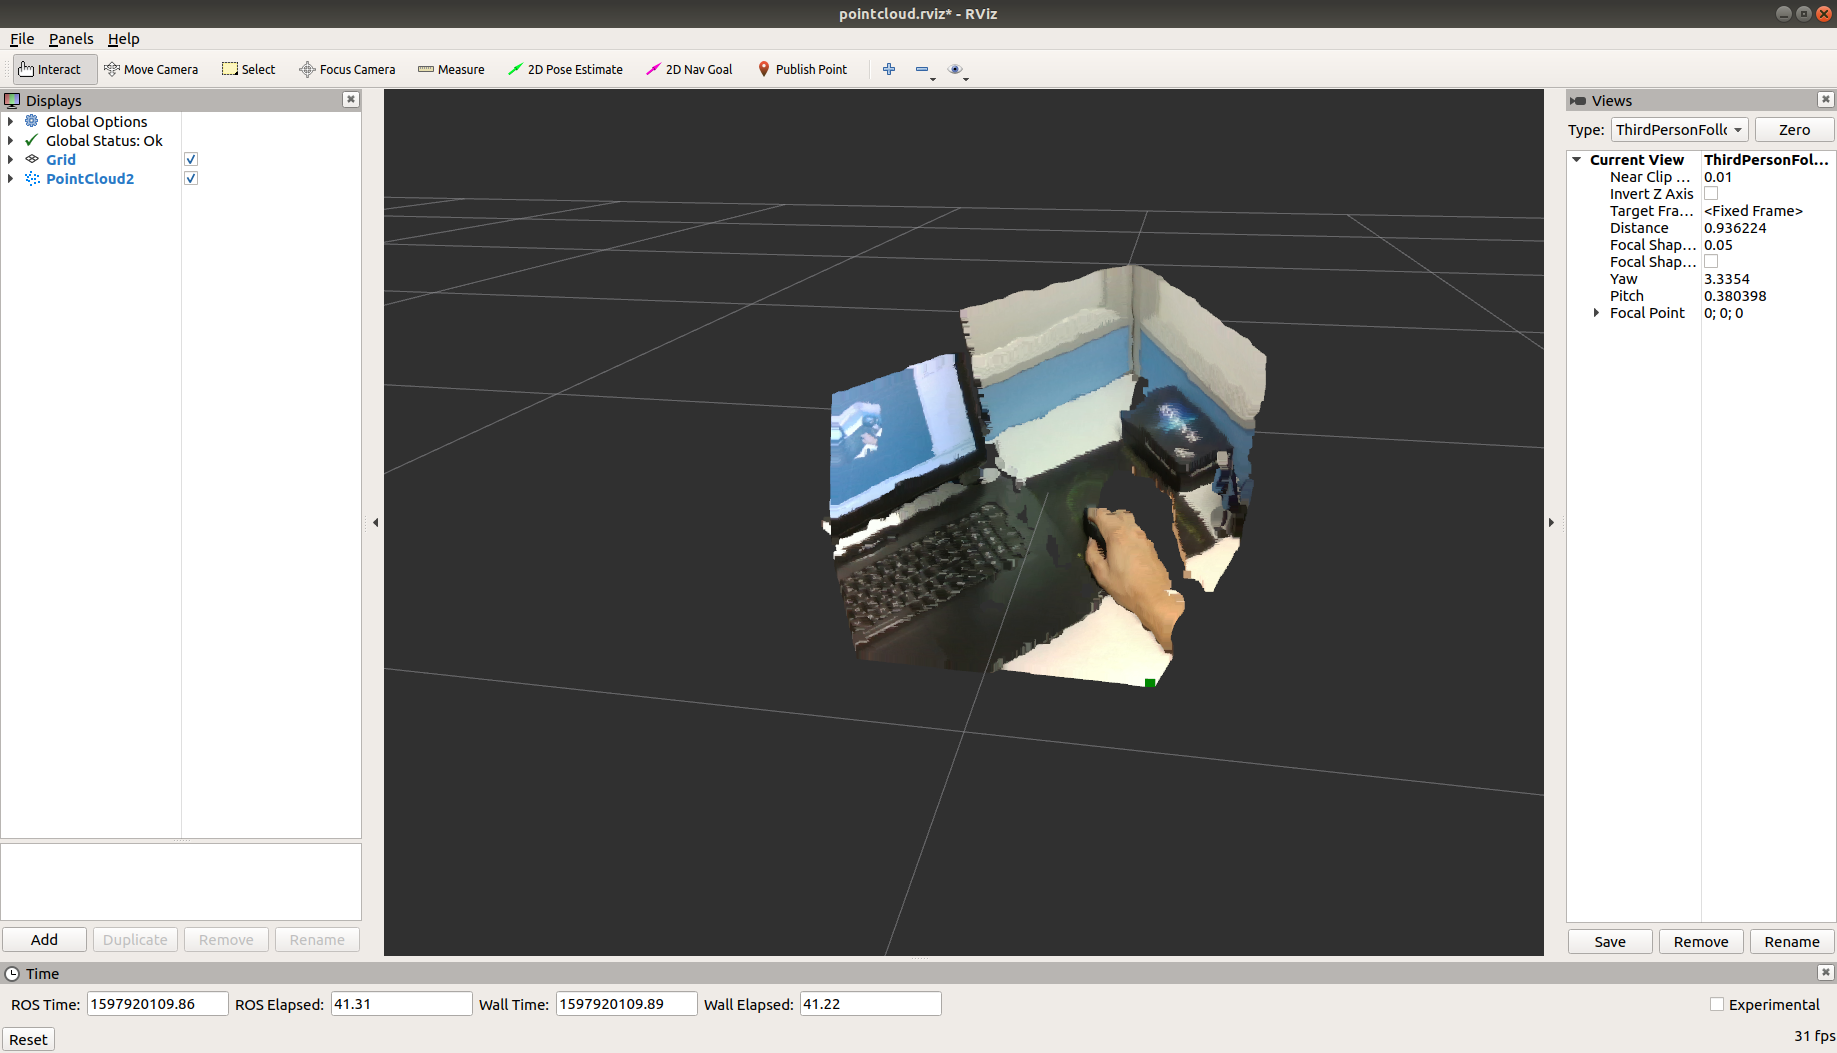 pointcloud.rviz* - RViz
File Panels Help
Interact Move Camera Select Focus Camera Measure 2D Pose Estimate 2D Nav Goal Publish Point
Displays
Global Options
Global Status: Ok
Grid
PointCloud2
Add Duplicate Remove Rename
Views
Type: ThirdPersonFoll Zero
Current View ThirdPersonFol...
Near Clip ... 0.01
Invert Z Axis
Target Fra... <Fixed Frame>
Distance 0.936224
Focal Shap... 0.05
Focal Shap...
Yaw 3.3354
Pitch 0.380398
Focal Point 0; 0; 0
Save Remove Rename
Time
ROS Time: 1597920109.86 ROS Elapsed: 41.31 Wall Time: 1597920109.89 Wall Elapsed: 41.22 Experimental
Reset 31 fps